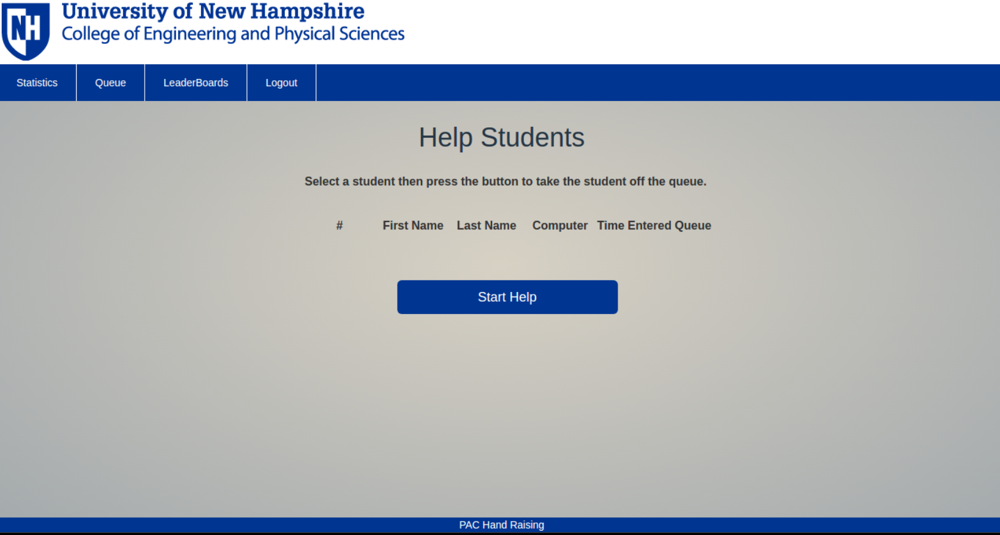 NH
University of New Hampshire
College of Engineering and Physical Sciences
Statistics Queue LeaderBoards Logout
Help Students
Select a student then press the button to take the student off the queue.
# First Name Last Name Computer Time Entered Queue
Start Help
PAC Hand Raising